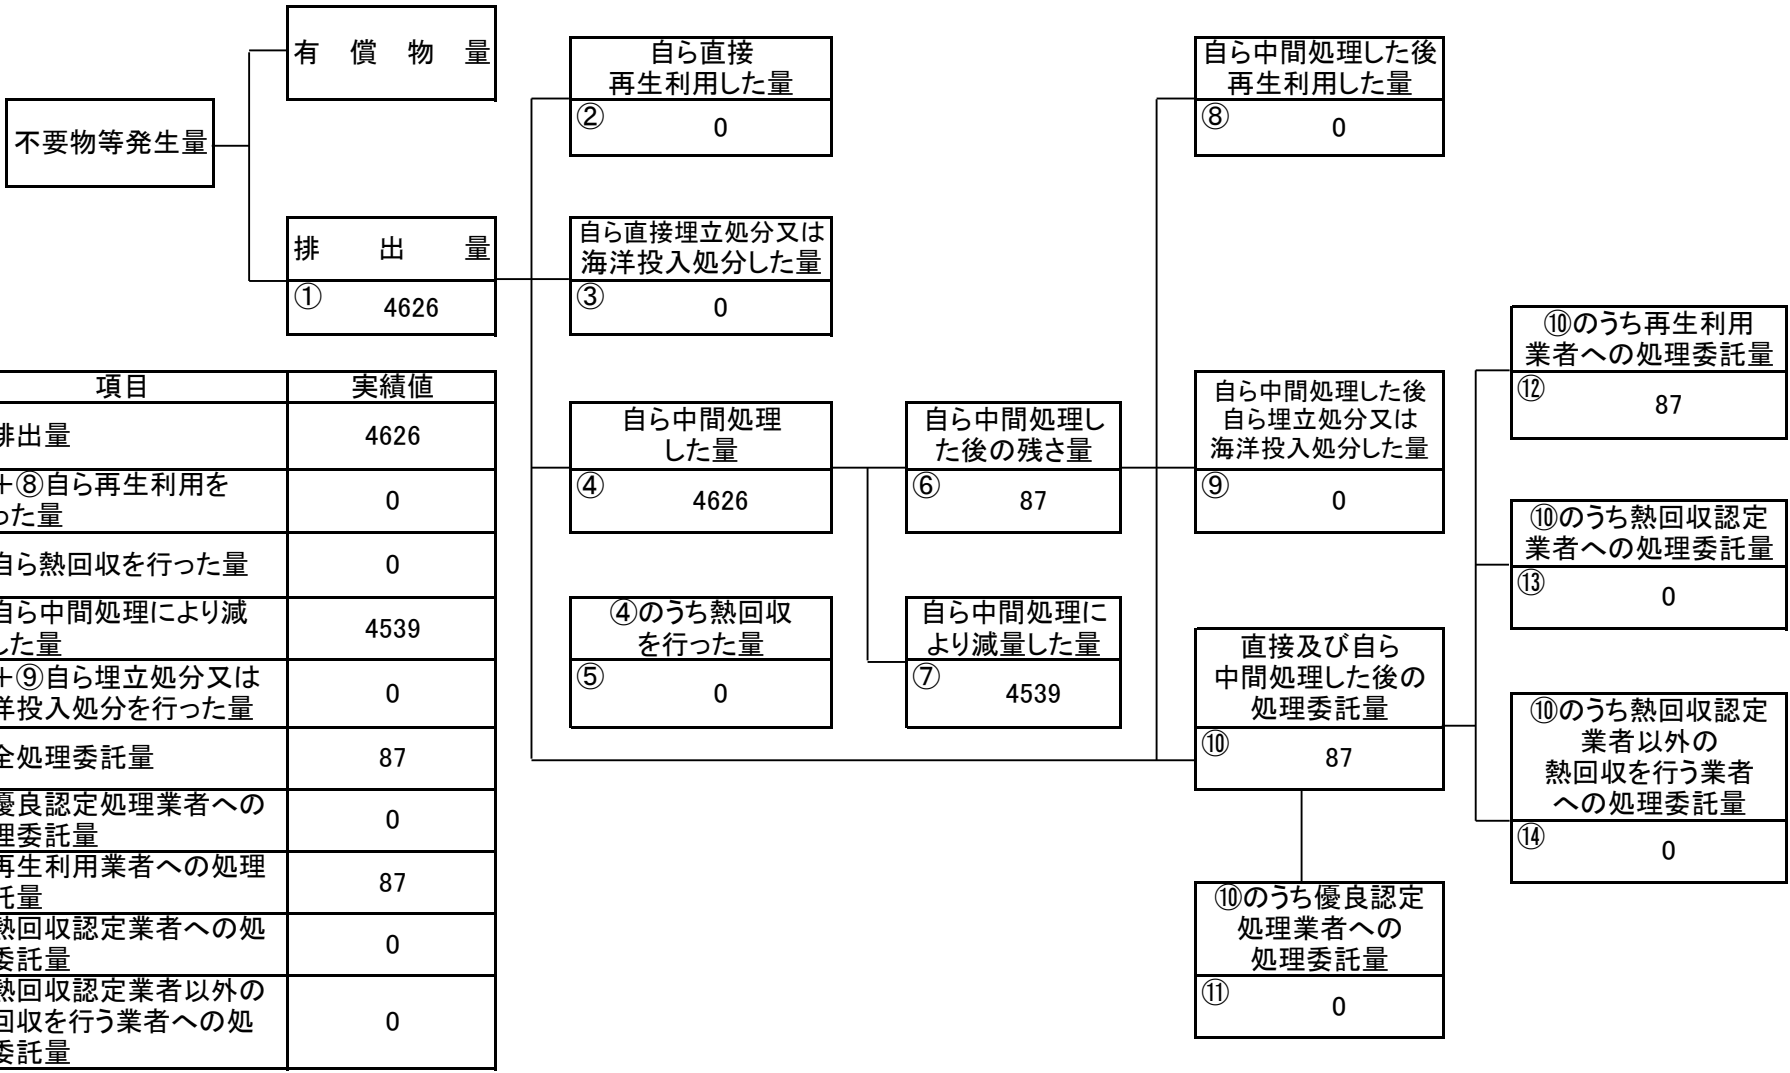 有償物量
不要物等発生量
排出量
①
4626
自ら直接
再生利用した量
②
0
自ら直接埋立処分又は
海洋投入処分した量
③
0
自ら中間処理
した量
④
4626
④のうち熱回収
を行った量
⑤
0
自ら中間処理し
た後の残さ量
⑥
87
自ら中間処理に
より減量した量
⑦
4539
自ら中間処理した後
再生利用した量
⑧
0
自ら中間処理した後
自ら埋立処分又は
海洋投入処分した量
⑨
0
直接及び自ら
中間処理した後の
処理委託量
⑩
87
⑩のうち優良認定
処理業者への
処理委託量
⑪
0
⑩のうち再生利用
業者への処理委託量
⑫
87
⑩のうち熱回収認定
業者への処理委託量
⑬
0
⑩のうち熱回収認定
業者以外の
熱回収を行う業者
への処理委託量
⑭
0
項目 実績値
排出量 4626
+⑧自ら再生利用を
った量
0
自ら熱回収を行った量 0
自ら中間処理により減
した量
4539
+⑨自ら埋立処分又は
洋投入処分を行った量
0
全処理委託量 87
優良認定処理業者への
理委託量
0
再生利用業者への処理
託量
87
熱回収認定業者への処
委託量
0
熱回収認定業者以外の
回収を行う業者への処
委託量
0